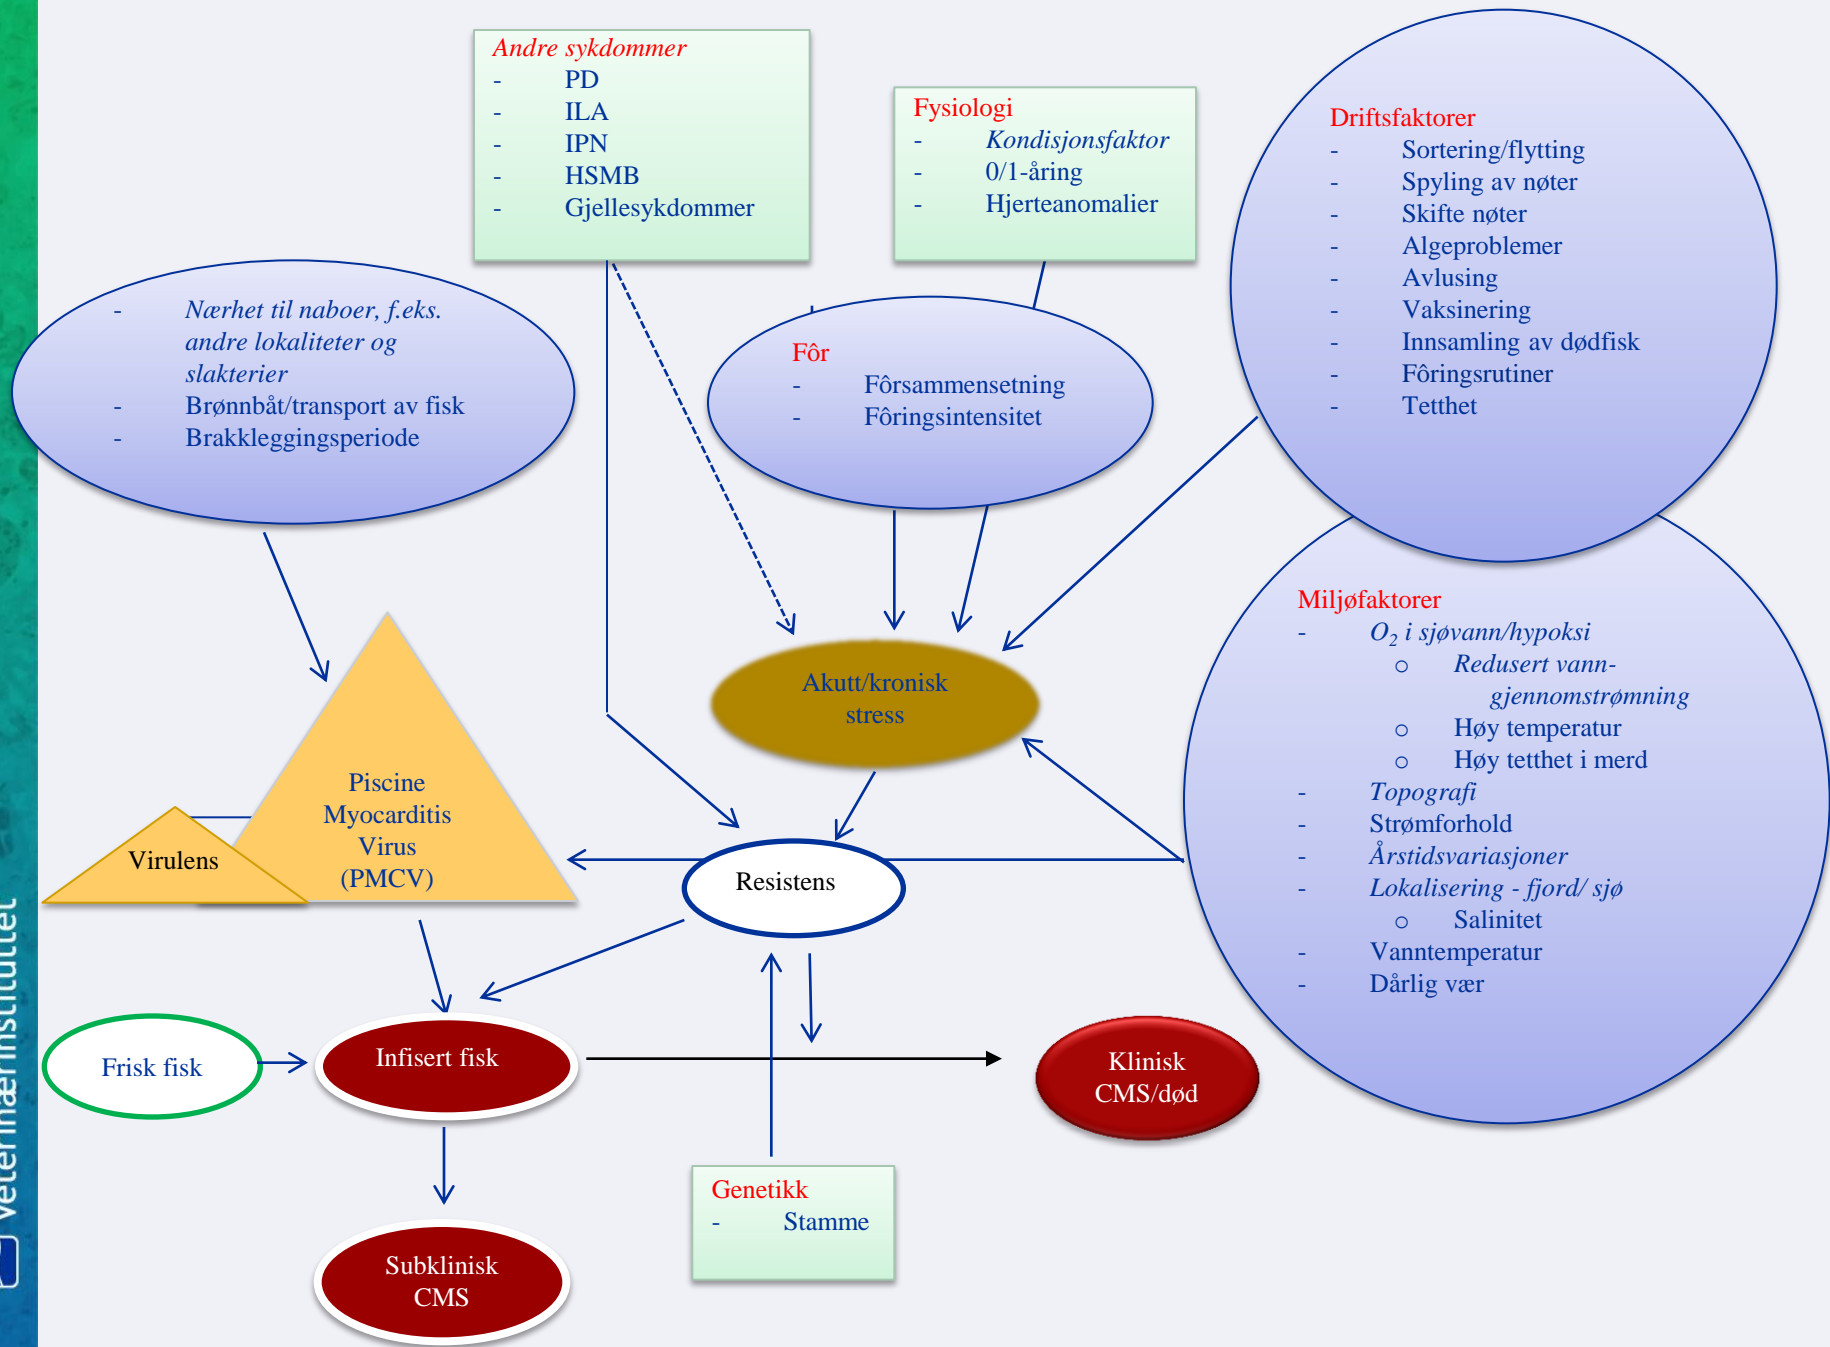 Andre sykdommer
- PD
- ILA
- IPN
- HSMB
- Gjellesykdommer
Fysiologi
- Kondisjonsfaktor
- 0/1-åring
- Hjerteanomalier
Driftsfaktorer
- Sortering/flytting
- Spyling av nøter
- Skifte nøter
- Algeproblemer
- Avlusing
- Vaksinering
- Innsamling av dødfisk
- Fôringsrutiner
- Tetthet
- Nærhet til naboer, f.eks.
andre lokaliteter og
slakterier
- Brønnbåt/transport av fisk
- Brakkleggingsperiode
Fôr
- Fôrsammensetning
- Fôringsintensitet
Miljøfaktorer
- O₂ i sjøvann/hypoksi
o Redusert vann-
gjennomstrømning
o Høy temperatur
o Høy tetthet i merd
- Topografi
- Strømforhold
- Årstidsvariasjoner
- Lokalisering - fjord/ sjø
o Salinitet
- Vanntemperatur
- Dårlig vær
Akutt/kronisk
stress
Piscine
Myocarditis
Virus
(PMCV)
Virulens
Resistens
Frisk fisk
Infisert fisk
Klinisk
CMS/død
Genetikk
- Stamme
Subklinisk
CMS
Veterinærinstituttet